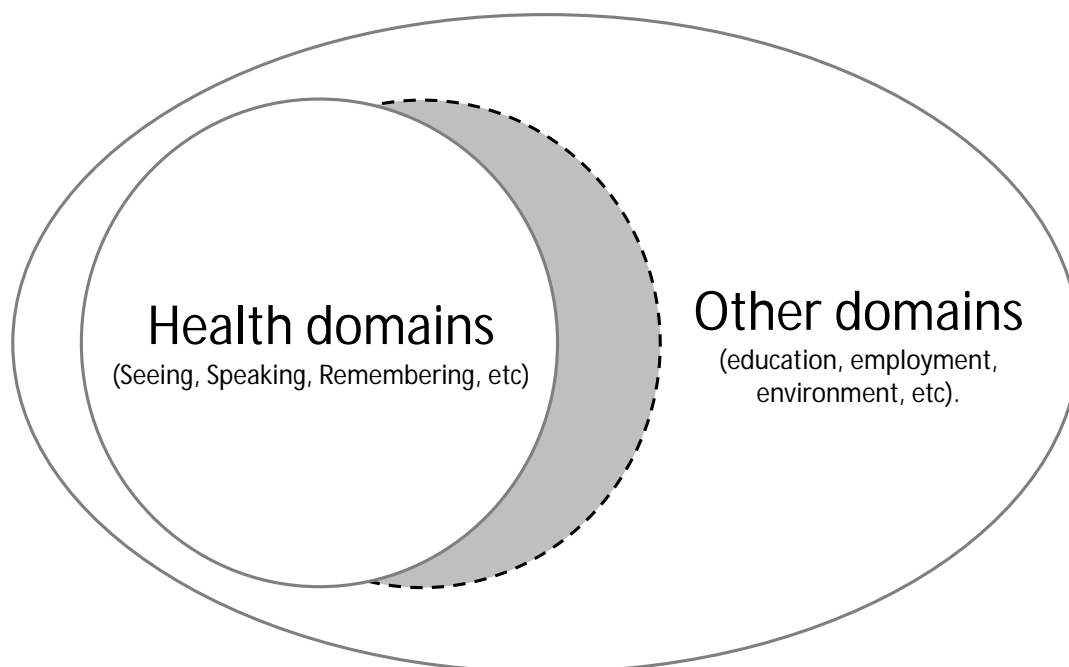 Health domains
(Seeing, Speaking, Remembering, etc)
Other domains
(education, employment,
environment, etc).